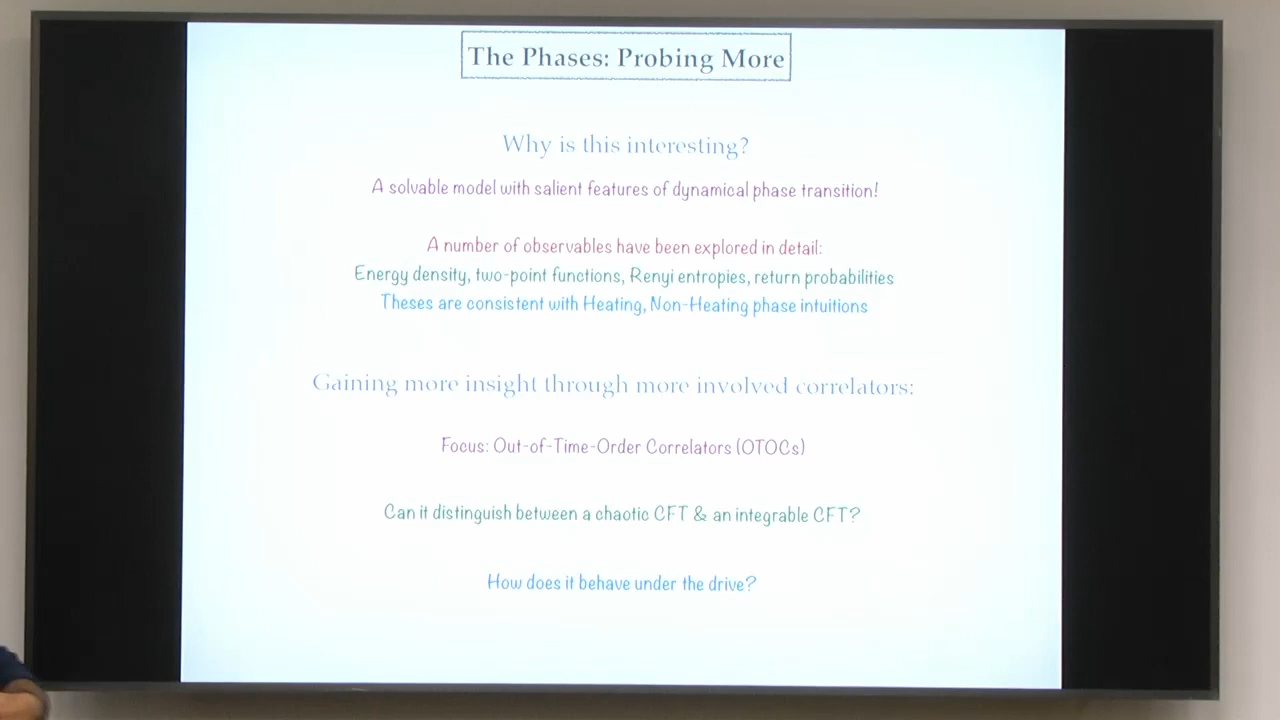 The Phases: Probing More
Why is this interesting?
A solvable model with salient features of dynamical phase transition!
A number of observables have been explored in detail:
Energy density, two-point functions, Renyi entropies, return probabilities
Theses are consistent with Heating, Non-Heating phase intuitions
Gaining more insight through more involved correlators:
Focus: Out-of-Time-Order Correlators (OTOCs)
Can it distinguish between a chaotic CFT & an integrable CFT?
How does it behave under the drive?